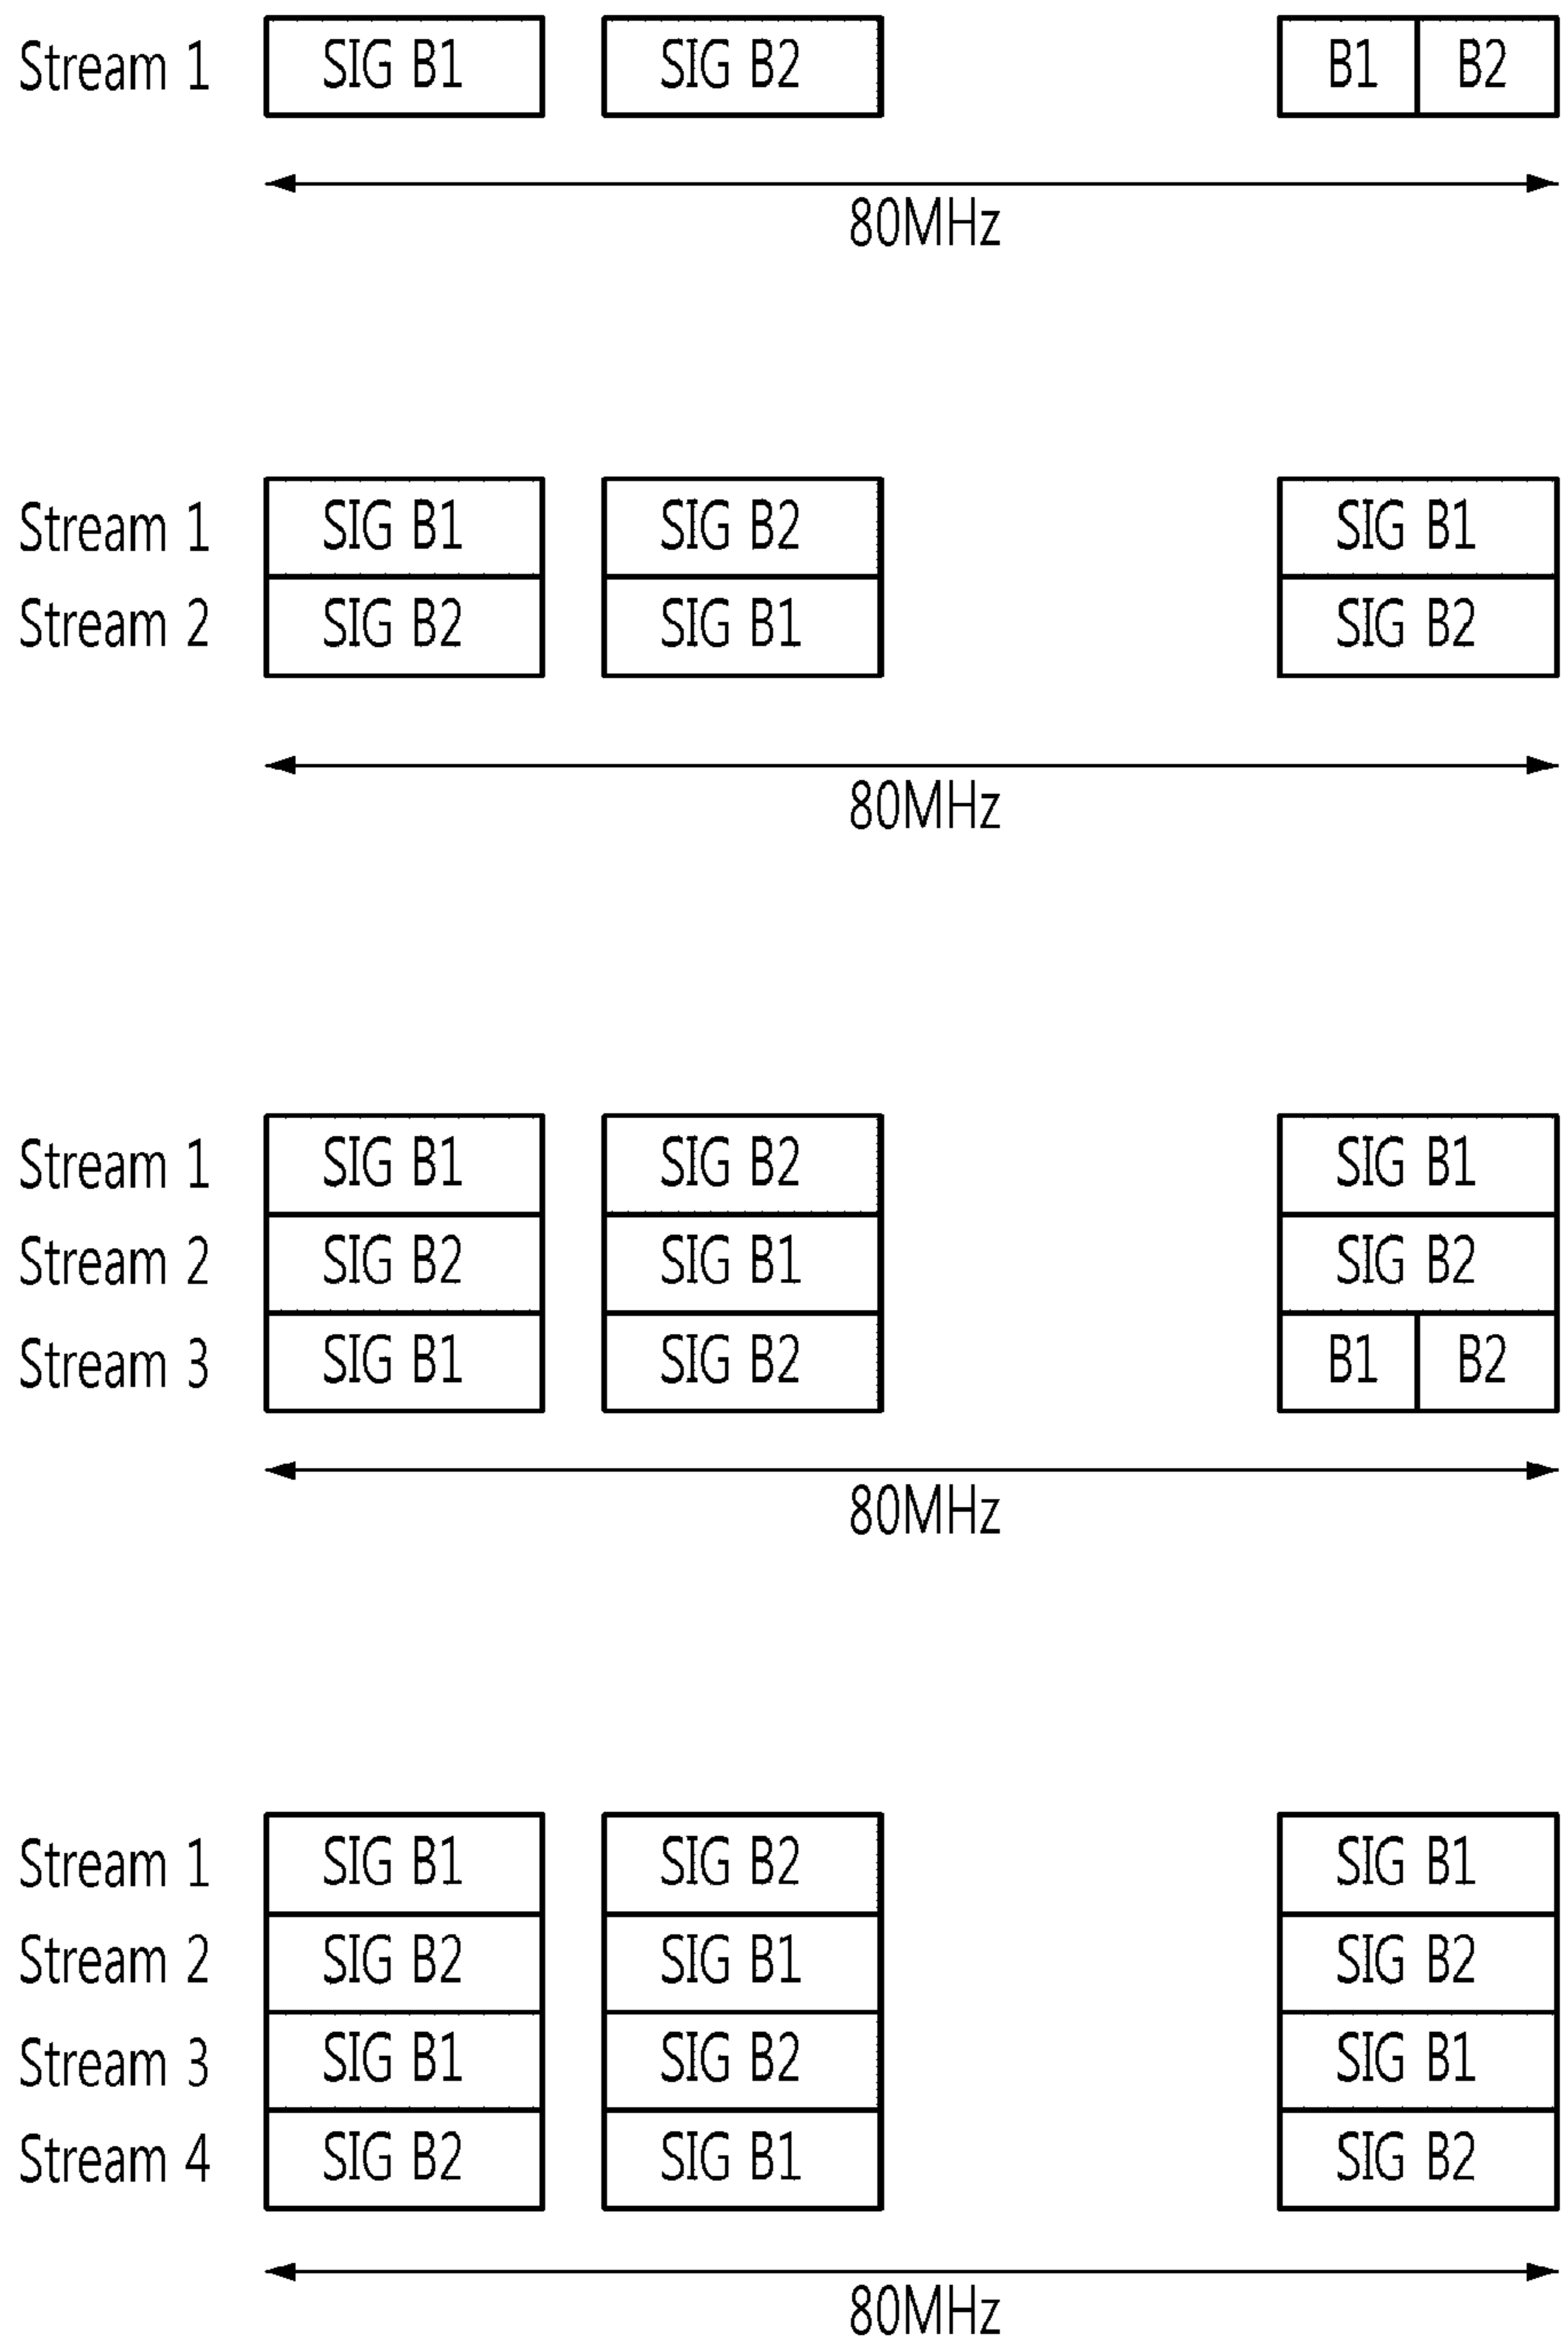 Stream 1 SIG B1 SIG B2 B1 B2
80MHz
Stream 1 SIG B1 SIG B2 SIG B1
Stream 2 SIG B2 SIG B1 SIG B2
80MHz
Stream 1 SIG B1 SIG B2 SIG B1
Stream 2 SIG B2 SIG B1 SIG B2
Stream 3 SIG B1 SIG B2 B1 B2
80MHz
Stream 1 SIG B1 SIG B2 SIG B1
Stream 2 SIG B2 SIG B1 SIG B2
Stream 3 SIG B1 SIG B2 SIG B1
Stream 4 SIG B2 SIG B1 SIG B2
80MHz